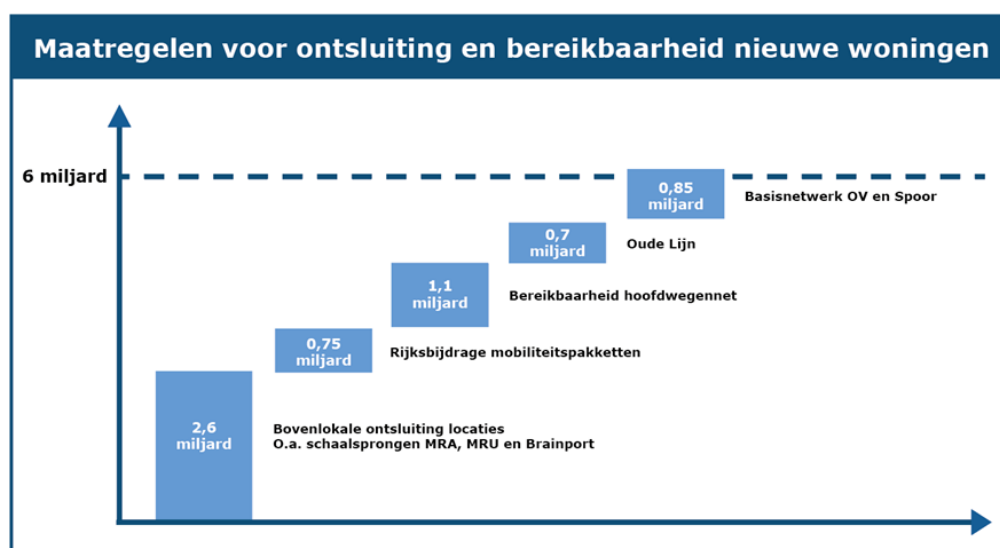 Maatregelen voor ontsluiting en bereikbaarheid nieuwe woningen
6 miljard
0,85
miljard
Basisnetwerk OV en Spoor
0,7
miljard
Oude Lijn
1,1
miljard
Bereikbaarheid hoofdwegennet
0,75
miljard
Rijksbijdrage mobiliteitspakketten
2,6
miljard
Bovenlokale ontsluiting locaties
O.a. schaalsprongen MRA, MRU en Brainport